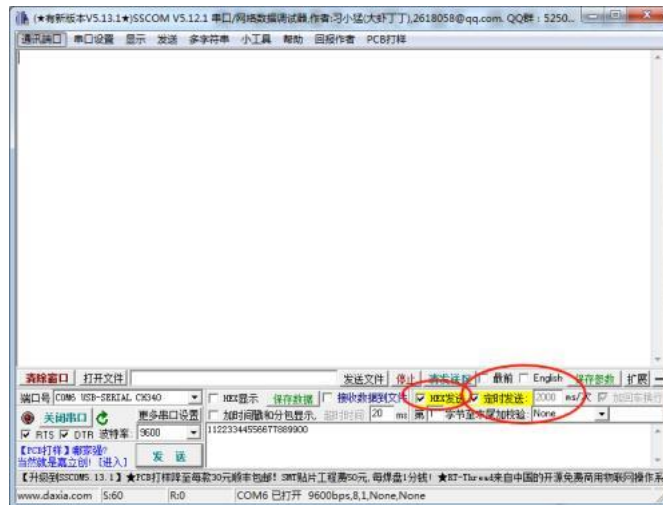 (★有新版本V5.13.1★)SSCOM V5.12.1 串口/网络数据调试器,作者:习小猛(大虾丁丁),2618058@qq.com. QQ群: 5250...
通讯端口 串口设置 显示 发送 多字符串 小工具 帮助 回报作者 PCB打样
清除窗口 打开文件 发送文件 停止 清发送区 最前 English 保存参数 扩展 —
端口号 COM6 USB-SERIAL CH340 HEX显示 保存数据 接收数据到文件 HEX发送 定时发送: 2000 ms/次 加回车换行
关闭串口 更多串口设置 加时间戳和分包显示. 超时时间 20 ms 第 1 字节至末尾加校验: None
RTS DTR 波特率: 9600 11223344556677889900
【PCB打样】哪家强?
当然就是嘉立创!【进入】 发 送
【升级到SSCOM5.13.1】★PCB打样降至每款30元顺丰包邮! SMT贴片工程费50元,每焊盘1分钱! ★RT-Thread来自中国的开源免费商用物联网操作系
www.daxia.com S:60 R:0 COM6 已打开 9600bps,8,1,None,None